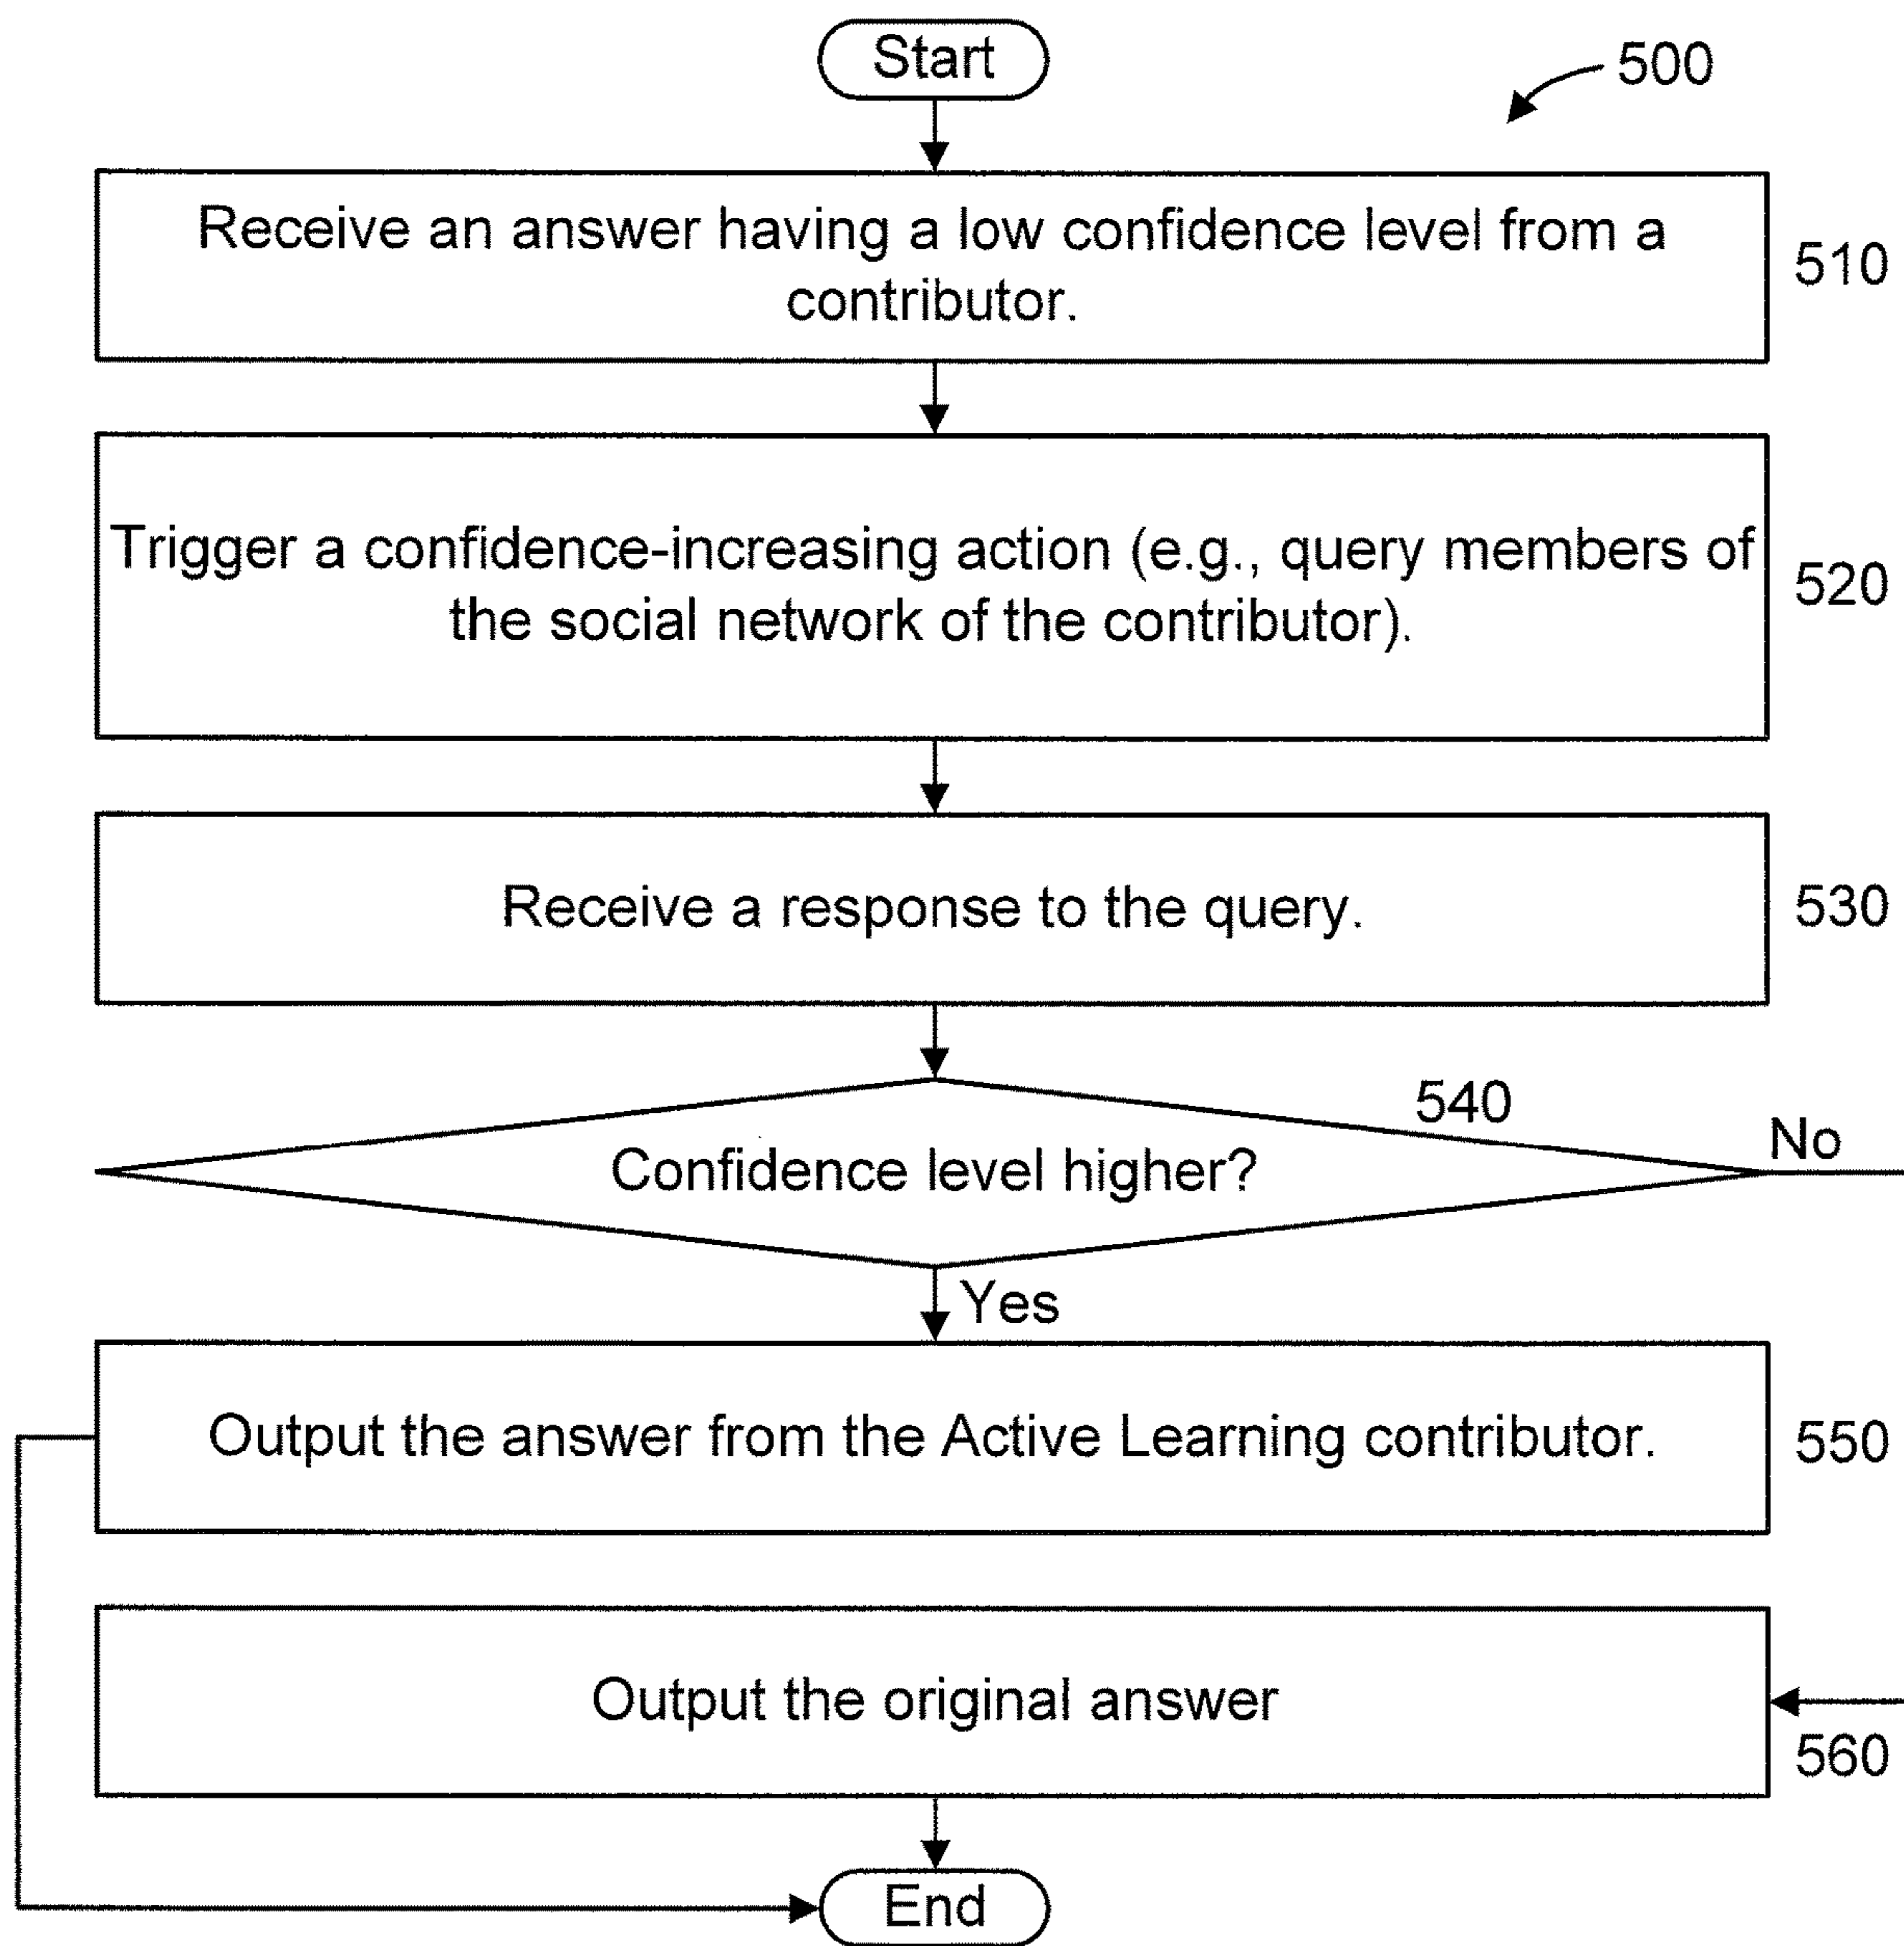 Start
500
Receive an answer having a low confidence level from a
contributor.
510
Trigger a confidence-increasing action (e.g., query members of
the social network of the contributor).
520
Receive a response to the query.
530
540
Confidence level higher?
No
Yes
Output the answer from the Active Learning contributor.
550
Output the original answer
560
End